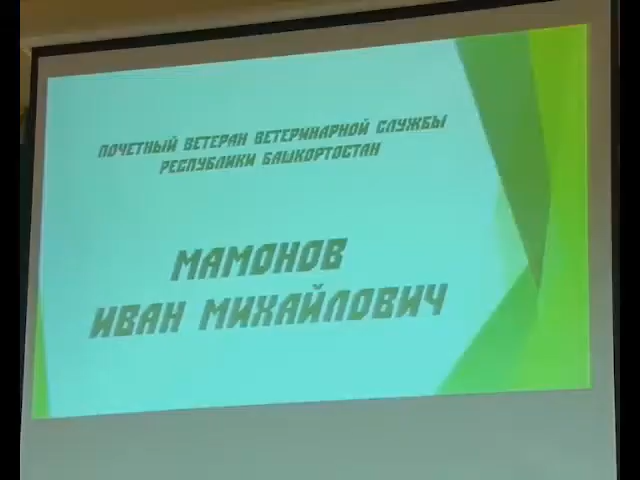 ПОЧЕТНЫЙ ВЕТЕРАН ВЕТЕРИНАРНОЙ СЛУЖБЫ
РЕСПУБЛИКИ БАШКОРТОСТАН
МАМОНОВ
ИВАН МИХАЙЛОВИЧ